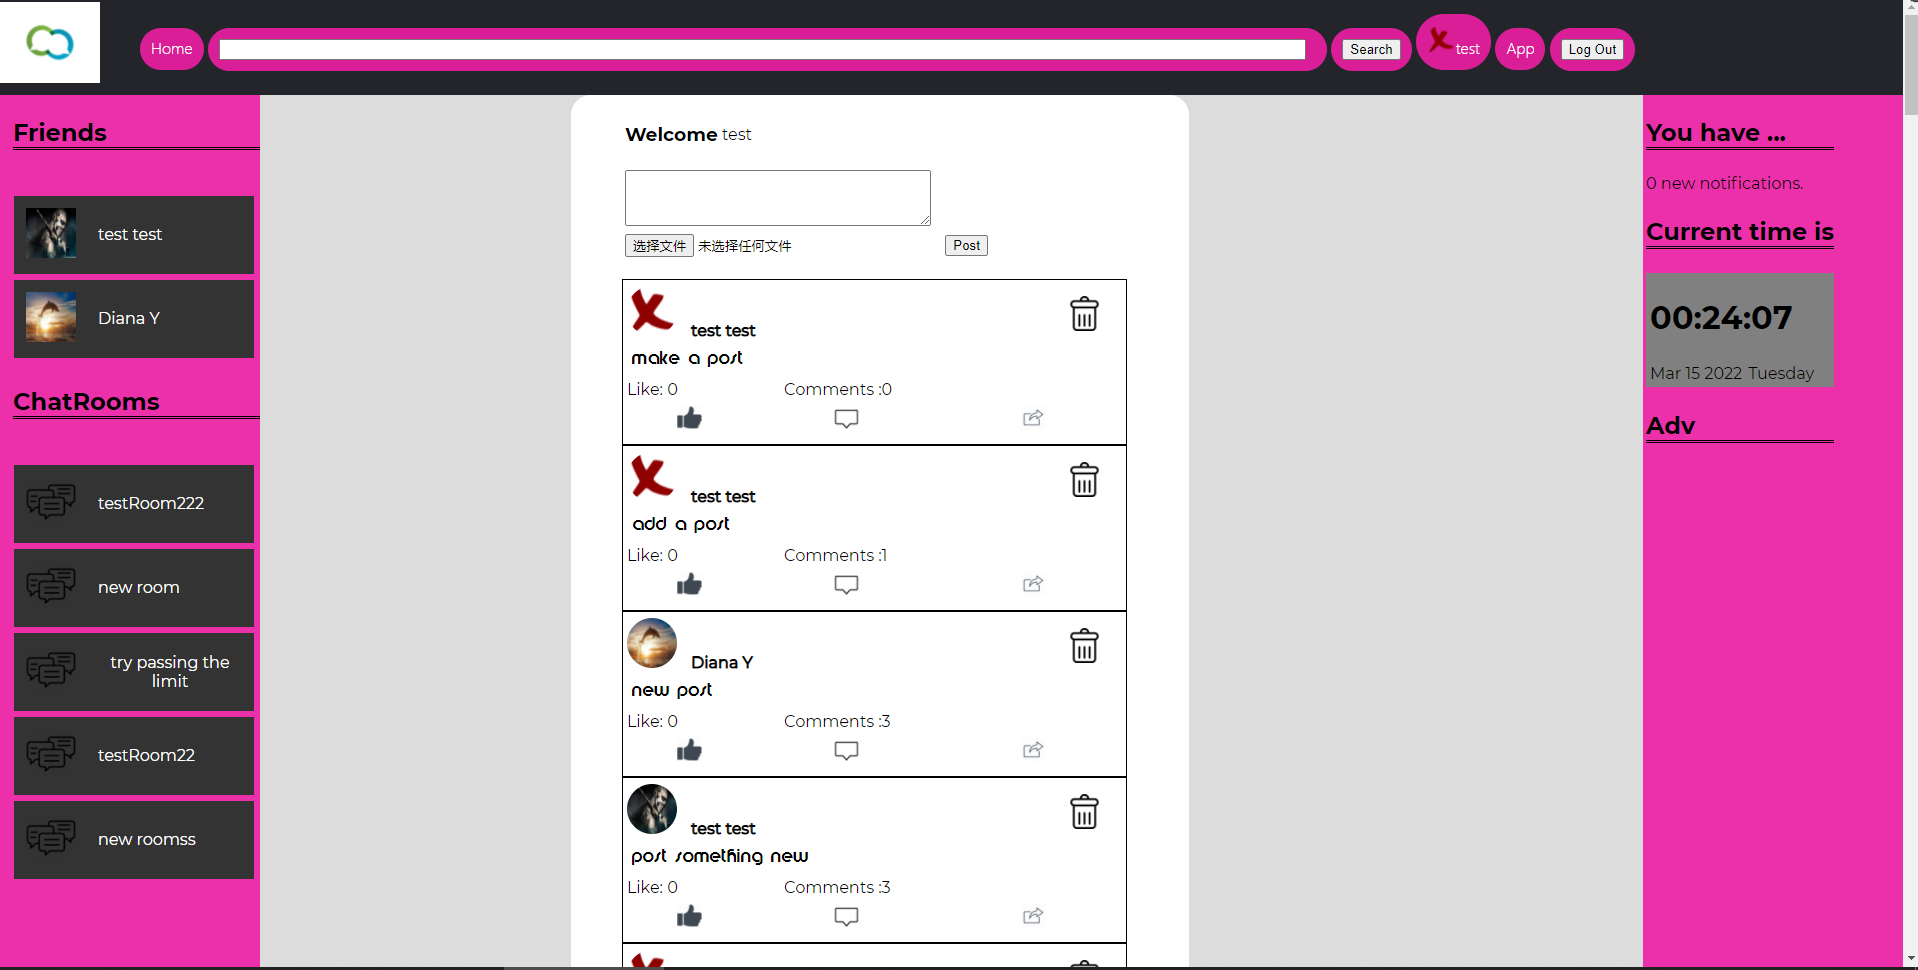 Home
Search
test
App
Log Out
Friends
test test
Diana Y
ChatRooms
testRoom222
new room
try passing the
limit
testRoom22
new roomss
Welcome test
选择文件 未选择任何文件
Post
test test
make a post
Like: 0 Comments :0
test test
add a post
Like: 0 Comments :1
Diana Y
new post
Like: 0 Comments :3
test test
post something new
Like: 0 Comments :3
You have ...
0 new notifications.
Current time is
00:24:07
Mar 15 2022 Tuesday
Adv